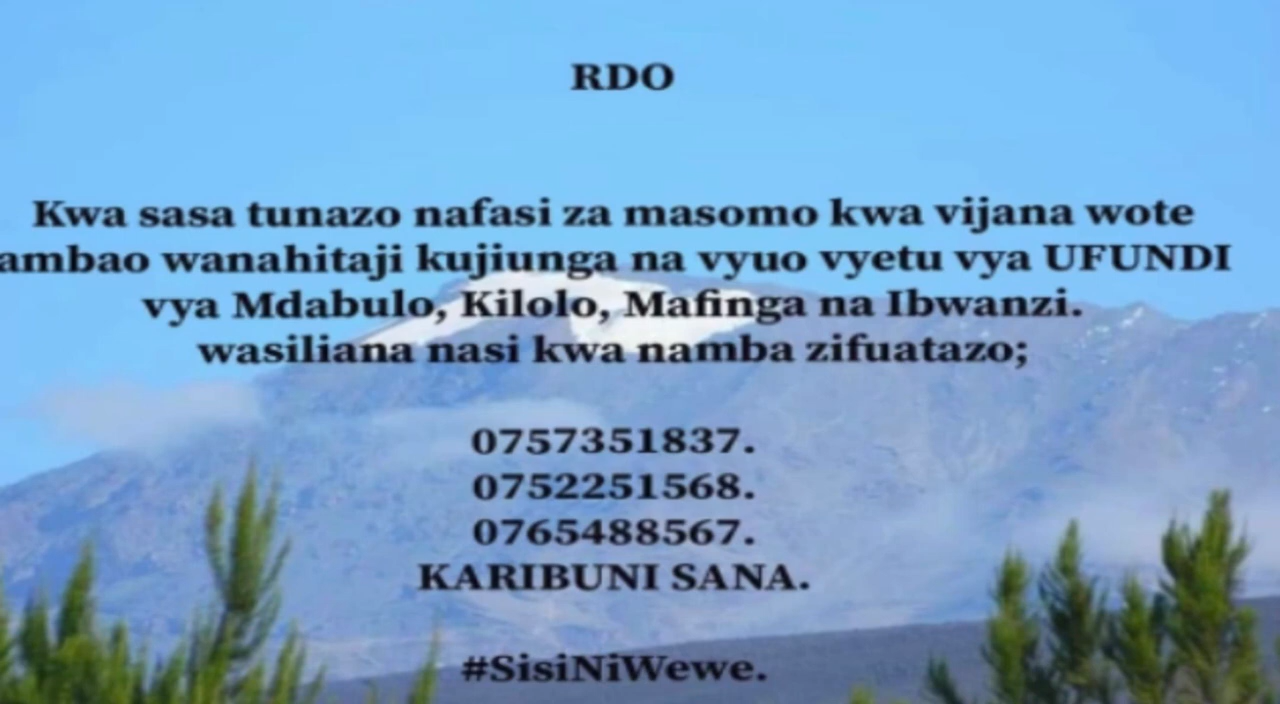 RDO
Kwa sasa tunazo nafasi za masomo kwa vijana wote
ambao wanahitaji kujiunga na vyuo vyetu vya UFUNDI
vya Mdabulo, Kilolo, Mafinga na Ibwanzi.
wasiliana nasi kwa namba zifuatazo;
0757351837.
0752251568.
0765488567.
KARIBUNI SANA.
#SisiNiWewe.